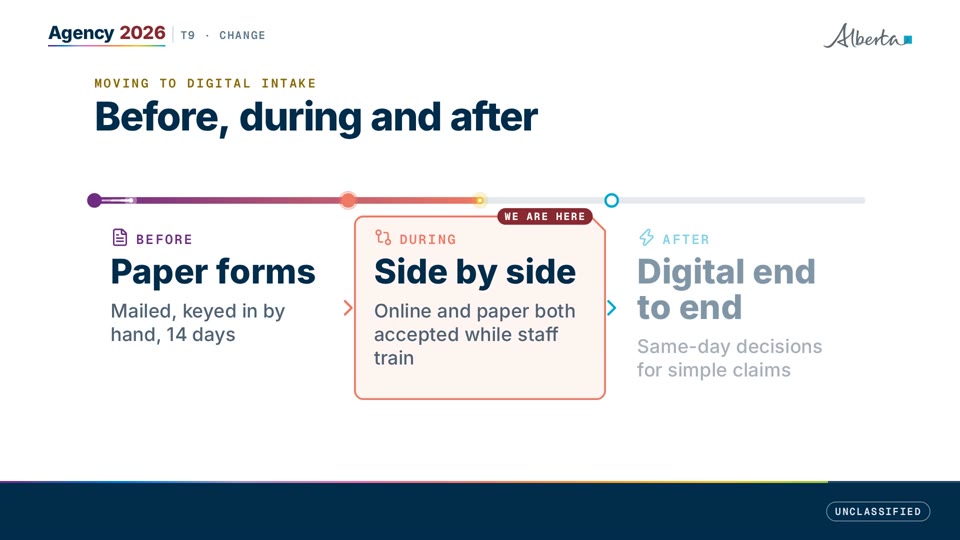 Agency 2026
T9 · CHANGE
Alberta
MOVING TO DIGITAL INTAKE
Before, during and after
WE ARE HERE
BEFORE
Paper forms
Mailed, keyed in by
hand, 14 days
DURING
Side by side
Online and paper both
accepted while staff
train
AFTER
Digital end
to end
Same-day decisions
for simple claims
UNCLASSIFIED